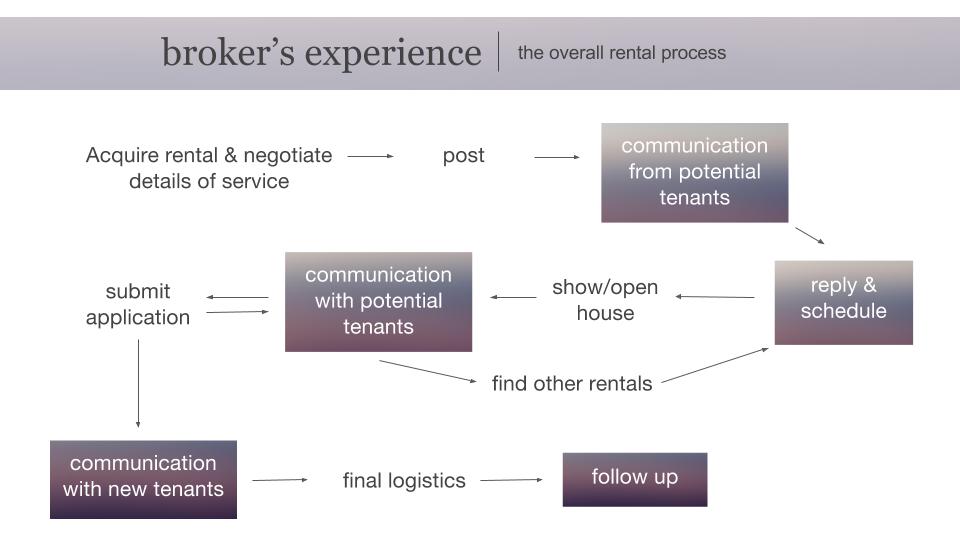 broker's experience
the overall rental process
Acquire rental & negotiate
details of service
post
communication
from potential
tenants
reply &
schedule
show/open
house
communication
with potential
tenants
submit
application
find other rentals
communication
with new tenants
final logistics
follow up